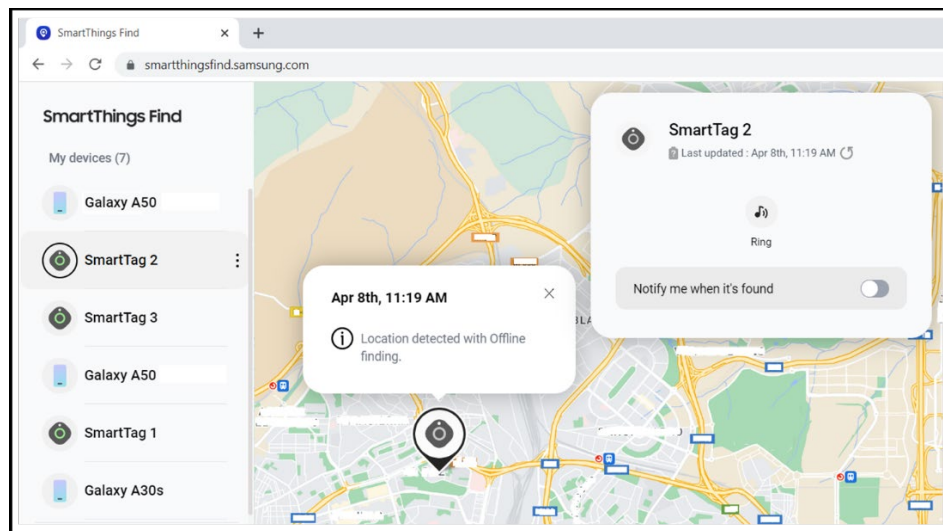 SmartThings Find
smartthingsfind.samsung.com
SmartThings Find
My devices (7)
Galaxy A50
SmartTag 2
SmartTag 3
Galaxy A50
SmartTag 1
Galaxy A30s
SmartTag 2
Last updated : Apr 8th, 11:19 AM
Ring
Notify me when it's found
Apr 8th, 11:19 AM
Location detected with Offline
finding.